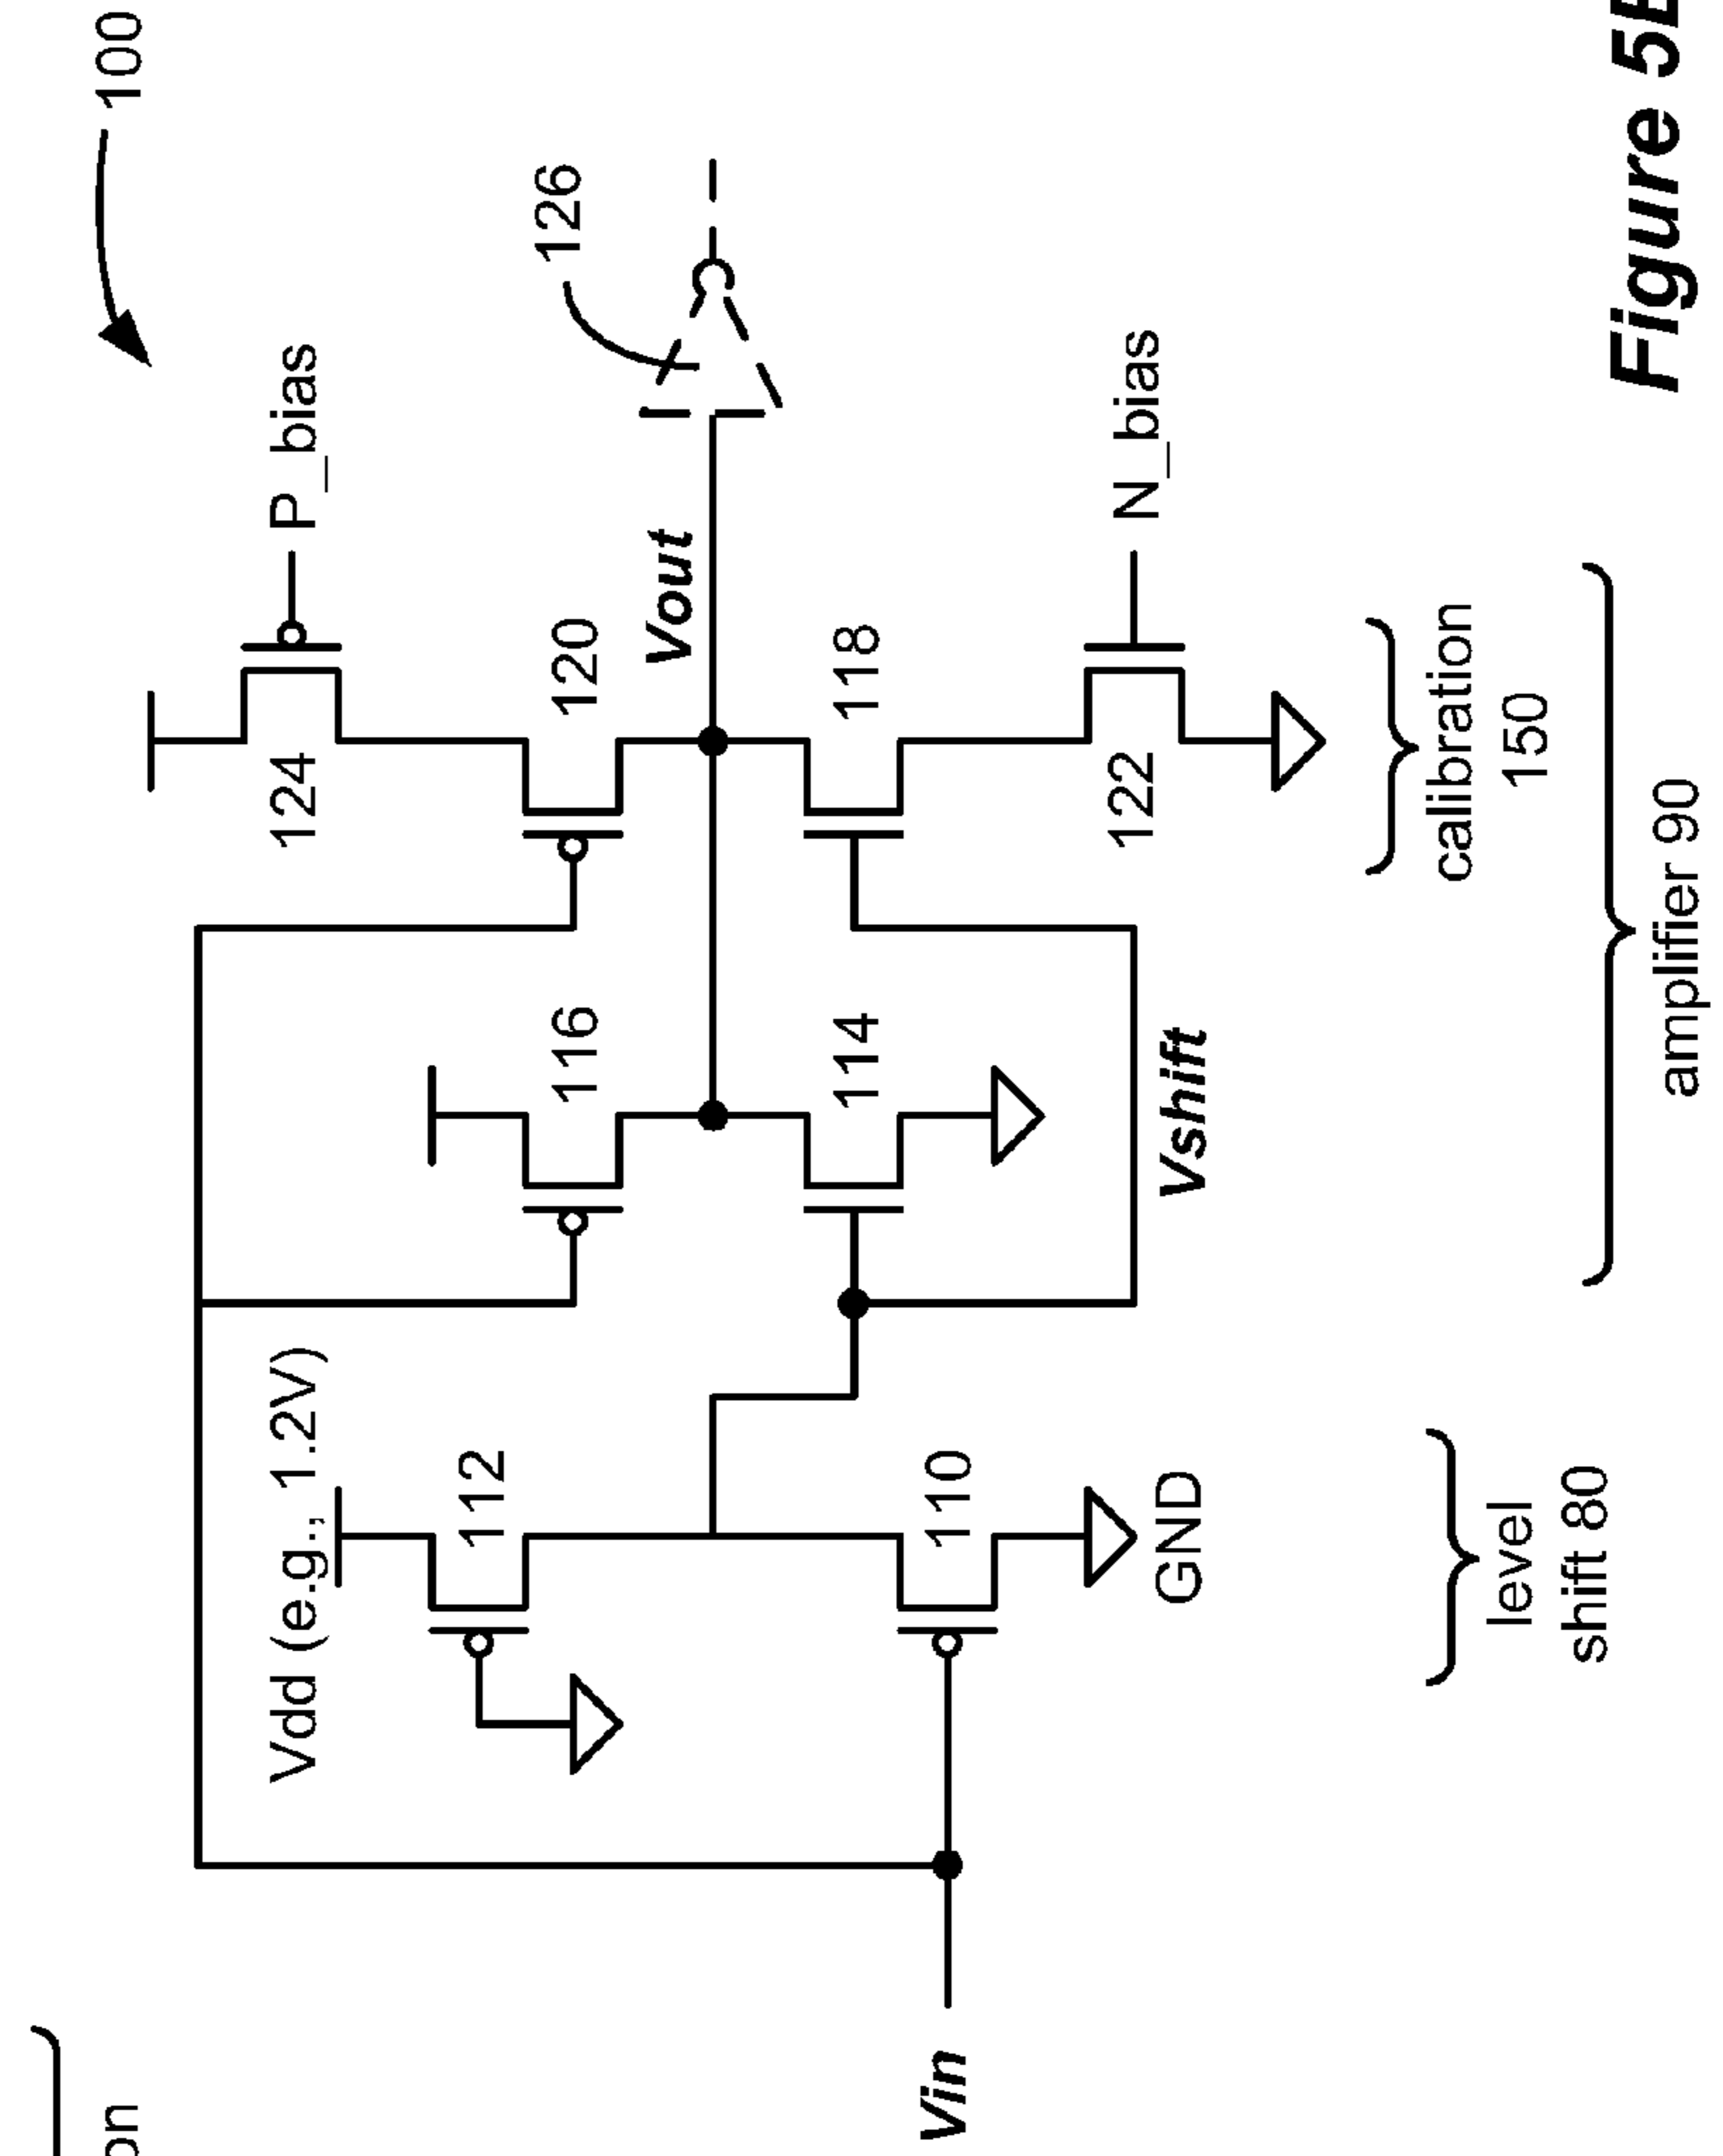 100
Vdd (e.g., 1.2V)
P_bias
124
112
116
120
126
Vout
Vin
110
114
118
GND
Vshift
122
N_bias
level
shift 80
calibration
150
amplifier 90
Figure 5